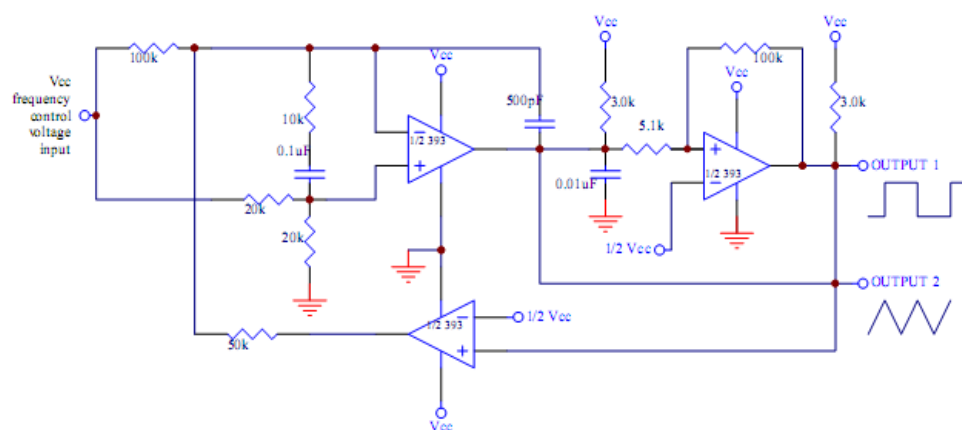 Vcc
frequency
control
voltage
input
100k
10k
0.1uF
20k
20k
Vcc
1/2 393
500pF
Vcc
3.0k
5.1k
0.01uF
100k
Vcc
1/2 393
1/2 Vcc
Vcc
3.0k
OUTPUT 1
OUTPUT 2
50k
1/2 393
1/2 Vcc
Vcc